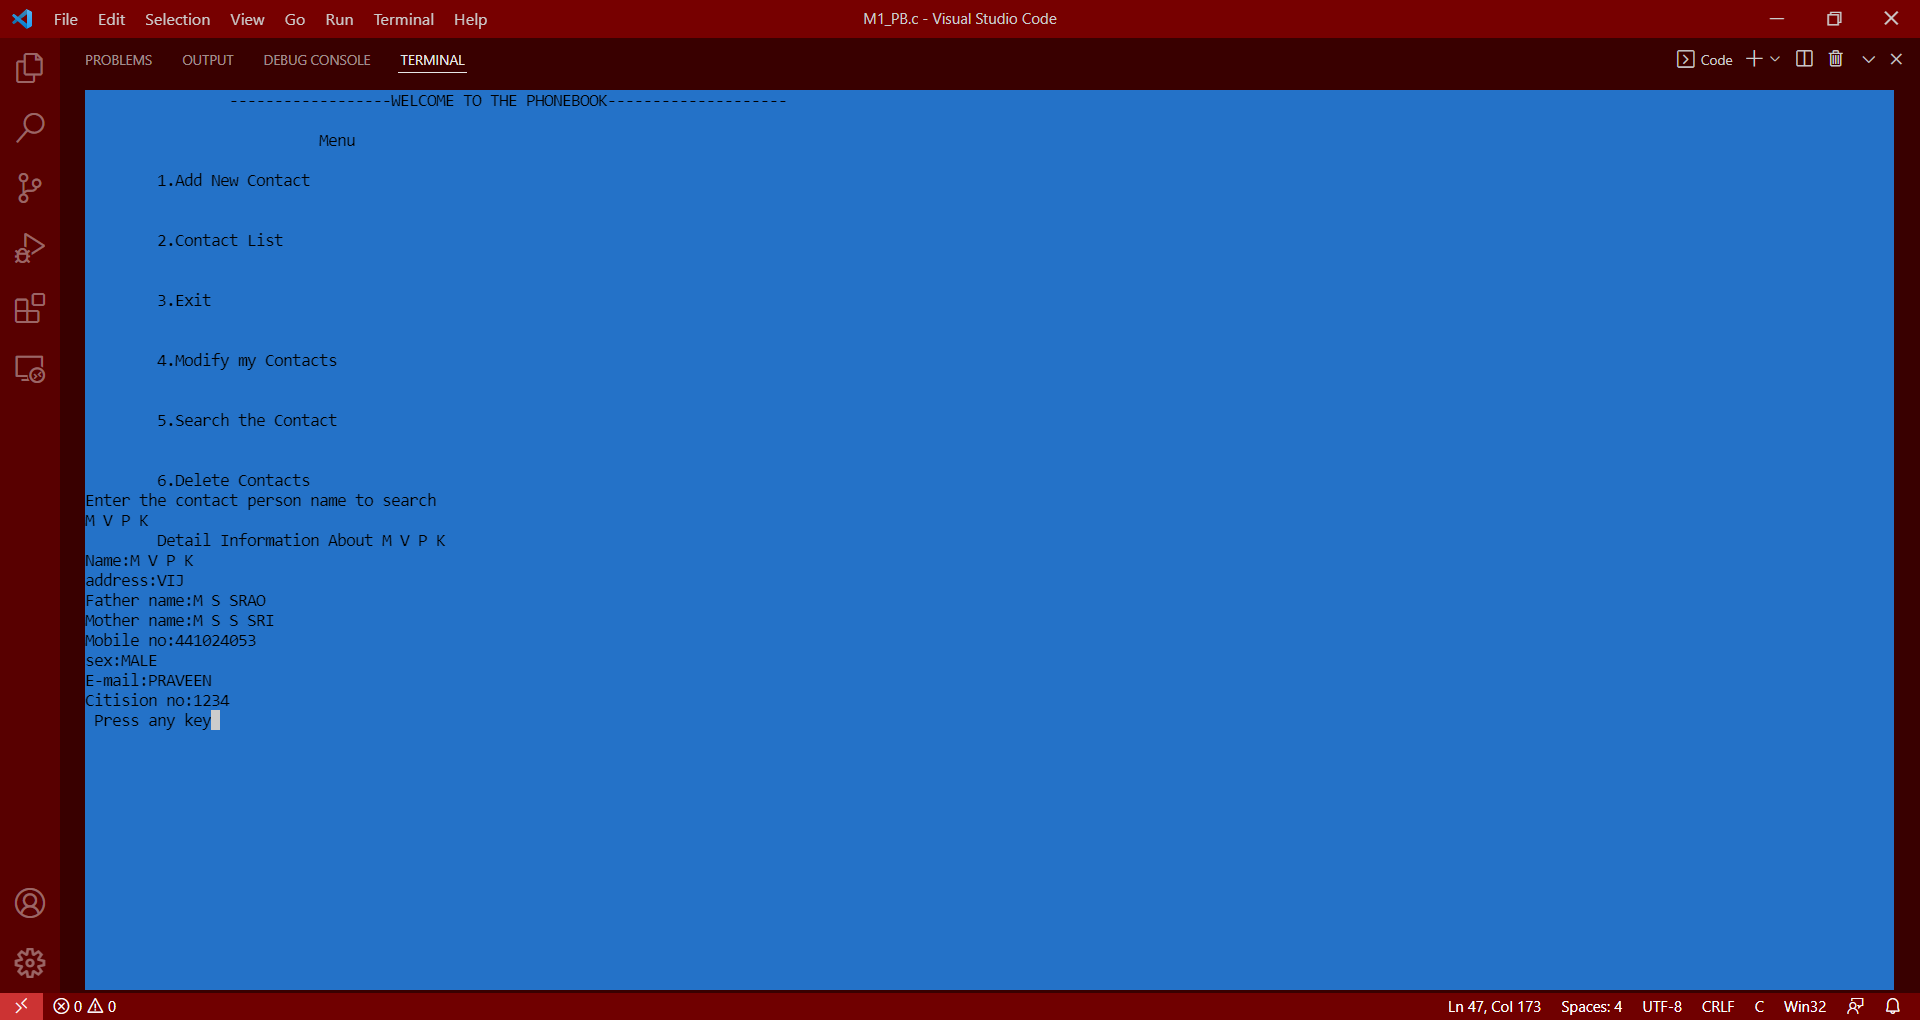 File Edit Selection View Go Run Terminal Help
M1_PB.c - Visual Studio Code
PROBLEMS OUTPUT DEBUG CONSOLE TERMINAL
Code
------------------WELCOME TO THE PHONEBOOK--------------------
Menu
1.Add New Contact
2.Contact List
3.Exit
4.Modify my Contacts
5.Search the Contact
6.Delete Contacts
Enter the contact person name to search
M V P K
Detail Information About M V P K
Name:M V P K
address:VIJ
Father name:M S SRAO
Mother name:M S S SRI
Mobile no:441024053
sex:MALE
E-mail:PRAVEEN
Citision no:1234
Press any key
0 0
Ln 47, Col 173 Spaces: 4 UTF-8 CRLF C Win32